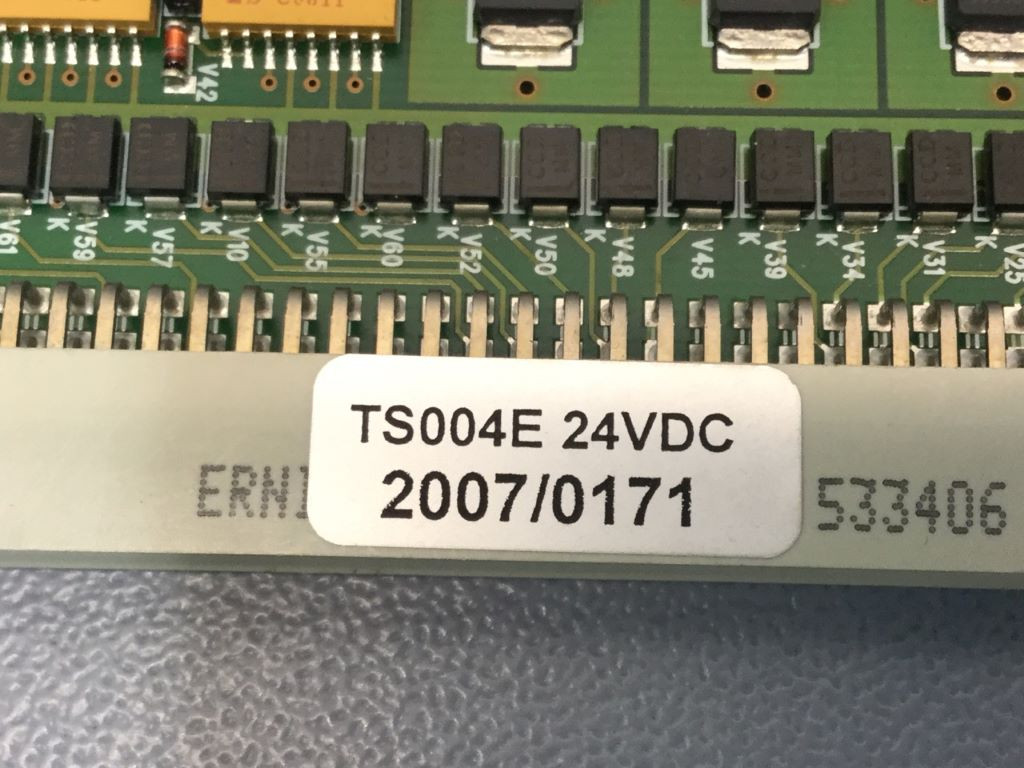 V42
V61
K
V59
K
V57
K
V10
K
V55
K
V60
K
V52
K
V50
K
V48
K
V45
K
V39
K
V34
K
V31
K
V25
TS004E 24VDC
2007/0171
ERNI
533406